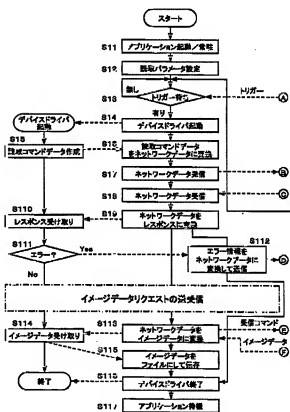 スタート
S11
アプリケーション起動/常駐
S12
読取パラメータ設定
無し
S13
トリガー待ち
トリガー
A
有り
デバイスドライバ
起動
S14
デバイスドライバ起動
S15
読取コマンドデータ作成
S16
読取コマンドデータ
をネットワークデータに変換
S17
ネットワークデータ送信
B
S18
ネットワークデータ受信
C
S110
レスポンス受け取り
S19
ネットワークデータを
レスポンスに変換
S111
エラー?
Yes
No
S112
エラー情報を
ネットワークデータに
変換して送信
D
イメージデータリクエストの送受信
S114
イメージデータ受け取り
S113
ネットワークデータを
イメージデータに変換
受信コマンド
E
イメージデータ
F
S115
イメージデータを
ファイルにして保存
終了
S116
デバイスドライバ終了
S117
アプリケーション待機